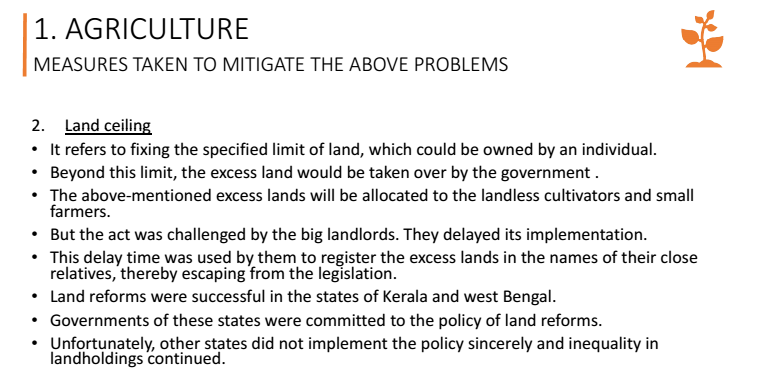 1. AGRICULTURE
MEASURES TAKEN TO MITIGATE THE ABOVE PROBLEMS
2. Land ceiling
• It refers to fixing the specified limit of land, which could be owned by an individual.
• Beyond this limit, the excess land would be taken over by the government .
• The above-mentioned excess lands will be allocated to the landless cultivators and small
farmers.
• But the act was challenged by the big landlords. They delayed its implementation.
• This delay time was used by them to register the excess lands in the names of their close
relatives, thereby escaping from the legislation.
• Land reforms were successful in the states of Kerala and west Bengal.
• Governments of these states were committed to the policy of land reforms.
• Unfortunately, other states did not implement the policy sincerely and inequality in
landholdings continued.